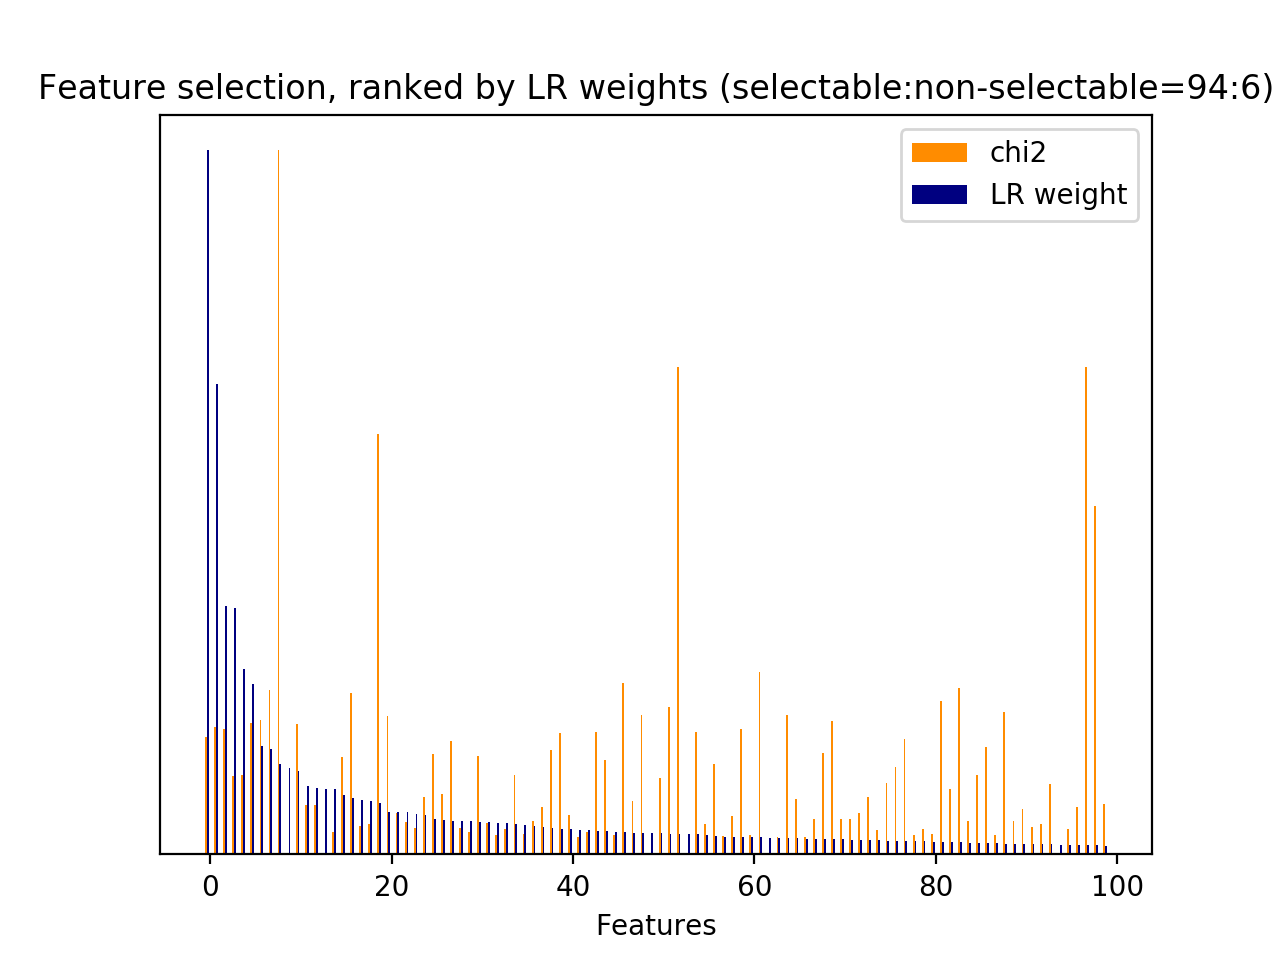 Feature selection, ranked by LR weights (selectable:non-selectable=94:6)
chi2
LR weight
0 20 40 60 80 100
Features